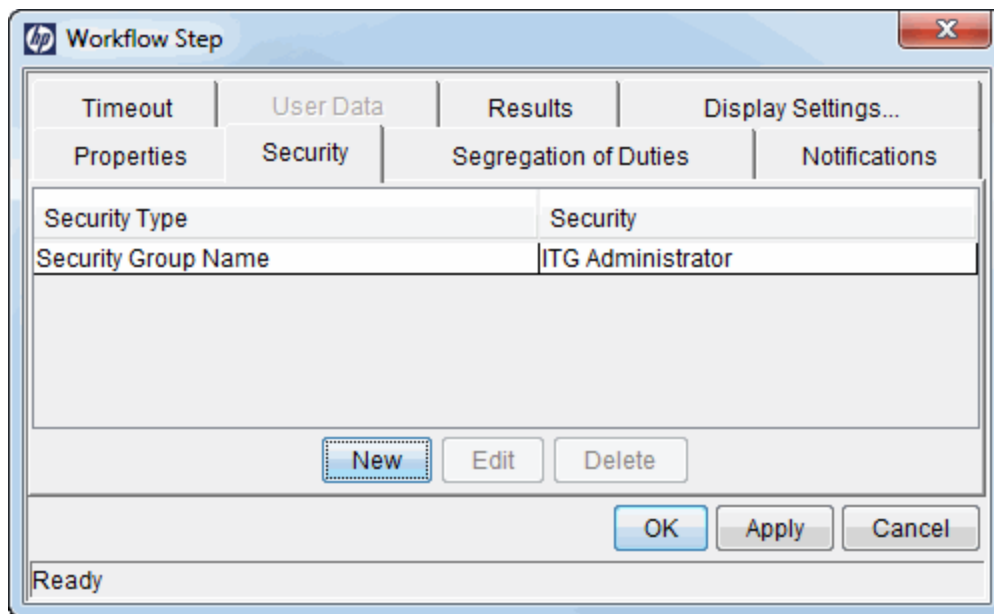 hp Workflow Step
Timeout User Data Results Display Settings...
Properties Security Segregation of Duties Notifications
Security Type Security
Security Group Name ITG Administrator
New Edit Delete
OK Apply Cancel
Ready